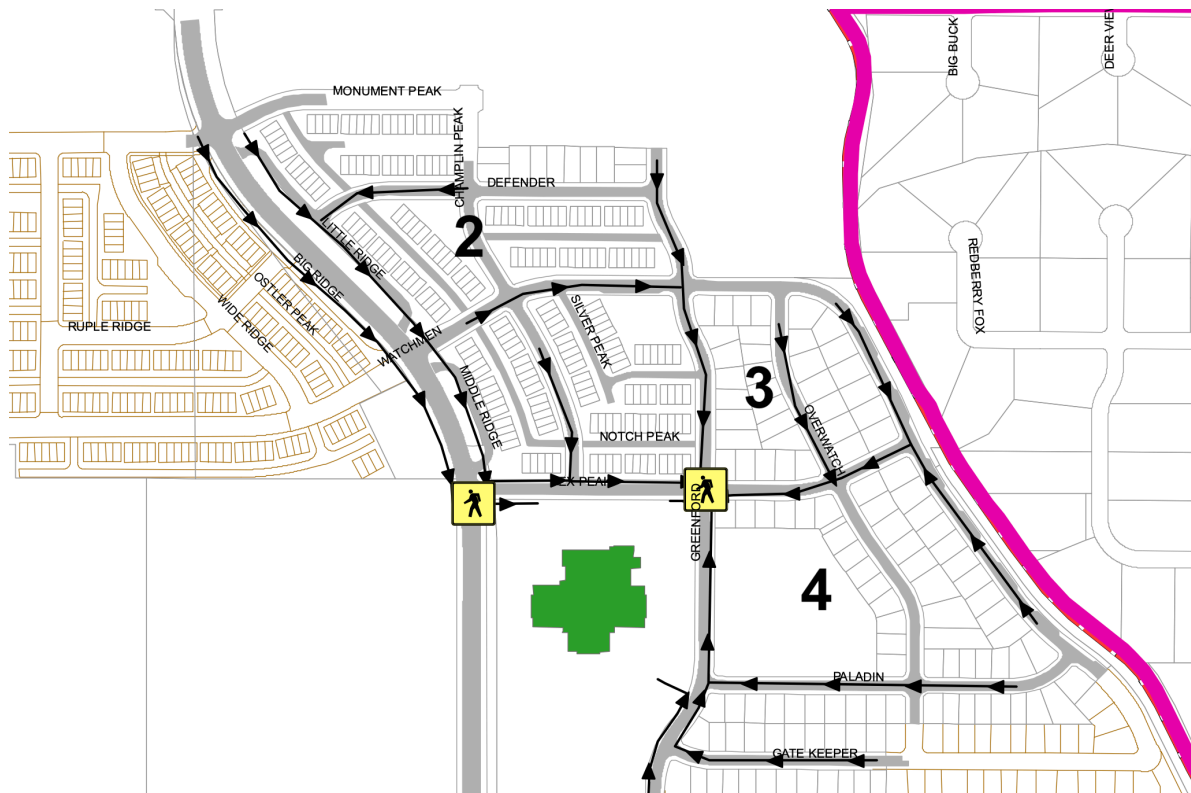 BIG BUCK
DEER VIEW
MONUMENT PEAK
CHAMPLIN PEAK
DEFENDER
2
LITTLE RIDGE
BIG RIDGE
REDBERRY FOX
OSTLER PEAK
WIDE RIDGE
RUPLE RIDGE
SILVER PEAK
WATCHMEN
MIDDLE RIDGE
3
OVERWATCH
NOTCH PEAK
GREENFORD
4
PALADIN
GATE KEEPER